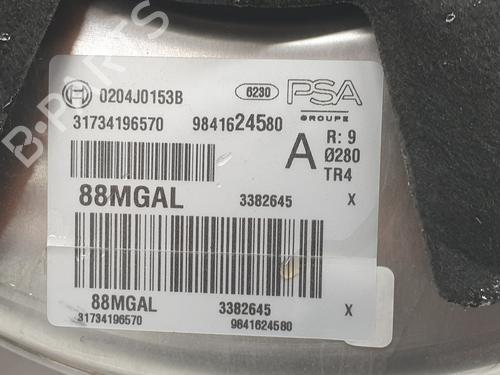 0204J0153B 6230 PSA
GROUPE
31734196570 9841624580 A R: 9
Ø280
TR4
88MGAL 3382645 X
88MGAL 3382645 X
31734196570 9841624580
B-PARTS